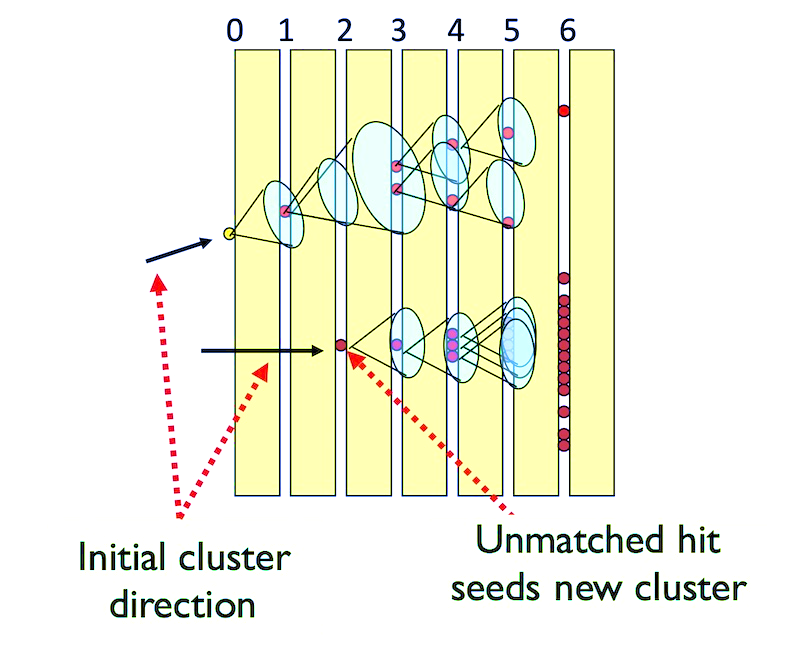 0 1 2 3 4 5 6
Initial cluster
direction
Unmatched hit
seeds new cluster